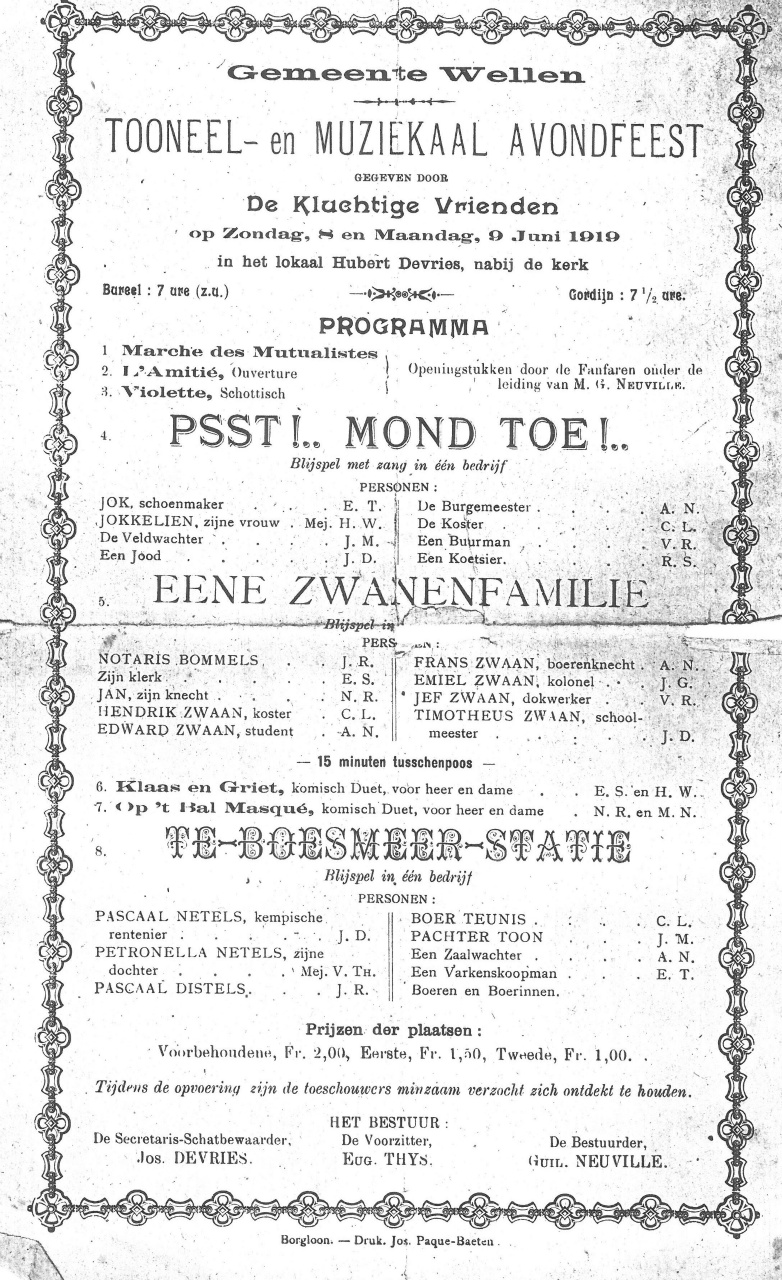 Gemeente Wellen
TOONEEL- en MUZIEKAAL AVONDFEEST
GEGEVEN DOOR
De Kluchtige Vrienden
op Zondag, 8 en Maandag, 9 Juni 1919
in het lokaal Hubert Devries, nabij de kerk
Bureel : 7 ure (z.u.)
Gordijn : 7 1/2 ure.
PROGRAMMA
1 Marche des Mutualistes
2. L'Amitié, Ouverture
3. Violette, Schottisch
Openingstukken door de Fanfaren onder de
leiding van M. G. NEUVILLE.
4. PSST!.. MOND TOE!..
Blijspel met zang in één bedrijf
PERSONEN :
JOK, schoenmaker . . . E. T.
JOKKELIEN, zijne vrouw . Mej. H. W.
De Veldwachter . . . . J. M.
Een Jood . . . . . J. D.
De Burgemeester . . . . A. N.
De Koster . . . . . C. L.
Een Buurman . . . . V. R.
Een Koetsier. . . . . R. S.
5. EENE ZWANENFAMILIE
Blijspel in
PERS EN :
NOTARIS BOMMELS . . J. R.
Zijn klerk . . . . E. S.
JAN, zijn knecht . . . . N. R.
HENDRIK ZWAAN, koster . C. L.
EDWARD ZWAAN, student . A. N.
FRANS ZWAAN, boerenknecht . A. N.
EMIEL ZWAAN, kolonel . . J. G.
JEF ZWAAN, dokwerker . . V. R.
TIMOTHEUS ZWAAN, school-
meester . . . . J. D.
— 15 minuten tusschenpoos —
6. Klaas en Griet, komisch Duet, voor heer en dame . . E. S. en H. W.
7. Op 't Bal Masqué, komisch Duet, voor heer en dame . N. R. en M. N.
8. TE-BOESMEER-STATIE
Blijspel in één bedrijf
PERSONEN :
PASCAAL NETELS, kempische
rentenier . . . . . J. D.
PETRONELLA NETELS, zijne
dochter . . . . Mej. V. TH.
PASCAAL DISTELS. . . . J. R.
BOER TEUNIS . . . . C. L.
PACHTER TOON . . . J. M.
Een Zaalwachter . . . . A. N.
Een Varkenskoopman . . . E. T.
Boeren en Boerinnen.
Prijzen der plaatsen :
Voorbehoudene, Fr. 2,00, Eerste, Fr. 1,50, Tweede, Fr. 1,00.
Tijdens de opvoering zijn de toeschouwers minzaam verzocht zich ontdekt te houden.
HET BESTUUR :
De Secretaris-Schatbewaarder,
Jos. DEVRIES.
De Voorzitter,
EUG. THYS.
De Bestuurder,
GUIL. NEUVILLE.
Borgloon. — Druk. Jos. Paque-Baeten.